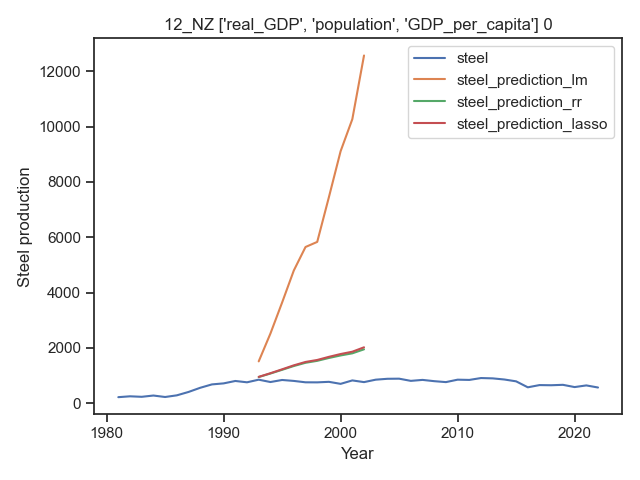 12_NZ ['real_GDP', 'population', 'GDP_per_capita'] 0
steel
steel_prediction_lm
steel_prediction_rr
steel_prediction_lasso
Steel production
12000
10000
8000
6000
4000
2000
0
1980 1990 2000 2010 2020
Year